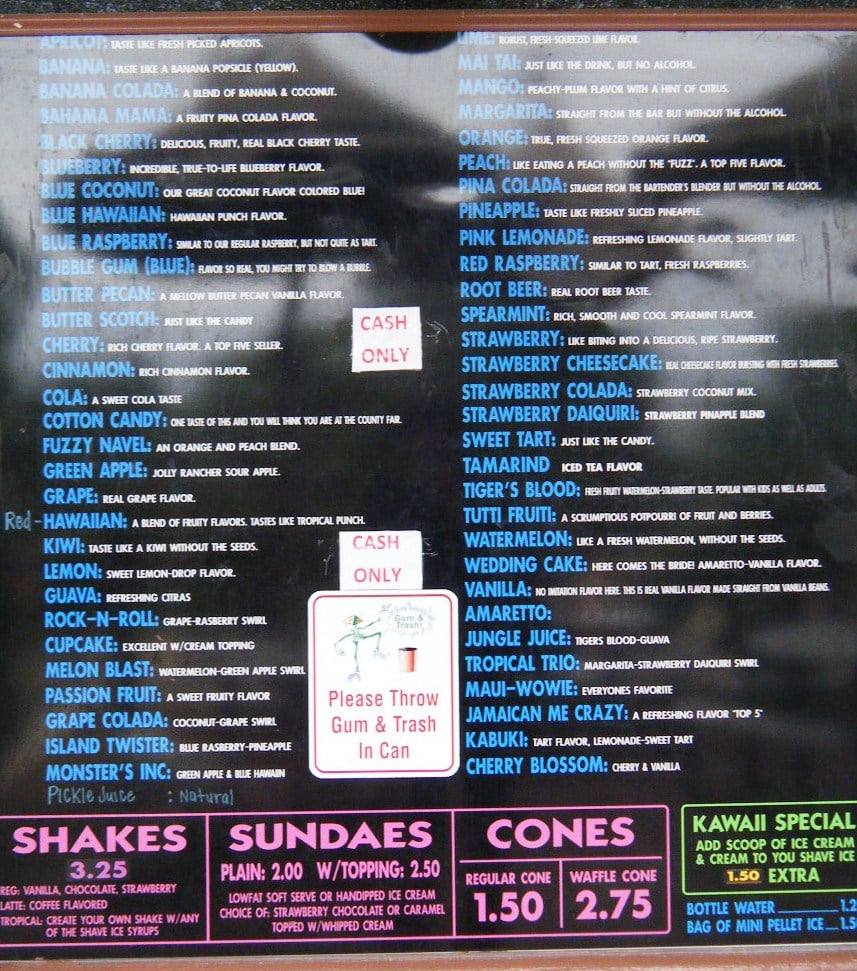 APRICOT: TASTE LIKE FRESH PICKED APRICOTS.
BANANA: TASTE LIKE A BANANA POPSICLE (YELLOW).
BANANA COLADA: A BLEND OF BANANA & COCONUT.
BAHAMA MAMA: A FRUITY PINA COLADA FLAVOR.
BLACK CHERRY: DELICIOUS, FRUITY, REAL BLACK CHERRY TASTE.
BLUEBERRY: INCREDIBLE, TRUE-TO-LIFE BLUEBERRY FLAVOR.
BLUE COCONUT: OUR GREAT COCONUT FLAVOR COLORED BLUE!
BLUE HAWAIIAN: HAWAIIAN PUNCH FLAVOR.
BLUE RASPBERRY: SIMILAR TO OUR REGULAR RASPBERRY, BUT NOT QUITE AS TART.
BUBBLE GUM (BLUE): FLAVOR SO REAL, YOU MIGHT TRY TO BLOW A BUBBLE.
BUTTER PECAN: A MELLOW BUTTER PECAN VANILLA FLAVOR.
BUTTER SCOTCH: JUST LIKE THE CANDY
CHERRY: RICH CHERRY FLAVOR. A TOP FIVE SELLER.
CINNAMON: RICH CINNAMON FLAVOR.
COLA: A SWEET COLA TASTE
COTTON CANDY: ONE TASTE OF THIS AND YOU WILL THINK YOU ARE AT THE COUNTY FAIR.
FUZZY NAVEL: AN ORANGE AND PEACH BLEND.
GREEN APPLE: JOLLY RANCHER SOUR APPLE.
GRAPE: REAL GRAPE FLAVOR.
Red - HAWAIIAN: A BLEND OF FRUITY FLAVORS. TASTES LIKE TROPICAL PUNCH.
KIWI: TASTE LIKE A KIWI WITHOUT THE SEEDS.
LEMON: SWEET LEMON-DROP FLAVOR.
GUAVA: REFRESHING CITRAS
ROCK-N-ROLL: GRAPE-RASBERRY SWIRL
CUPCAKE: EXCELLENT W/CREAM TOPPING
MELON BLAST: WATERMELON-GREEN APPLE SWIRL
PASSION FRUIT: A SWEET FRUITY FLAVOR
GRAPE COLADA: COCONUT-GRAPE SWIRL
ISLAND TWISTER: BLUE RASBERRY-PINEAPPLE
MONSTER'S INC: GREEN APPLE & BLUE HAWAIIN
Pickle Juice : Natural
CASH
ONLY
CASH
ONLY
Gum &
Trash!
Please Throw
Gum & Trash
In Can
LIME: ROBUST, FRESH-SQUEEZED LIME FLAVOR.
MAI TAI: JUST LIKE THE DRINK, BUT NO ALCOHOL.
MANGO: PEACHY-PLUM FLAVOR WITH A HINT OF CITRUS.
MARGARITA: STRAIGHT FROM THE BAR BUT WITHOUT THE ALCOHOL.
ORANGE: TRUE, FRESH SQUEEZED ORANGE FLAVOR.
PEACH: LIKE EATING A PEACH WITHOUT THE "FUZZ". A TOP FIVE FLAVOR.
PINA COLADA: STRAIGHT FROM THE BARTENDER'S BLENDER BUT WITHOUT THE ALCOHOL
PINEAPPLE: TASTE LIKE FRESHLY SLICED PINEAPPLE.
PINK LEMONADE: REFRESHING LEMONADE FLAVOR, SLIGHTLY TART.
RED RASPBERRY: SIMILAR TO TART, FRESH RASPBERRIES.
ROOT BEER: REAL ROOT BEER TASTE.
SPEARMINT: RICH, SMOOTH AND COOL SPEARMINT FLAVOR.
STRAWBERRY: LIKE BITING INTO A DELICIOUS, RIPE STRAWBERRY.
STRAWBERRY CHEESECAKE: REAL CHEESECAKE FLAVOR BURSTING WITH FRESH STRAWBERRIES.
STRAWBERRY COLADA: STRAWBERRY COCONUT MIX.
STRAWBERRY DAIQUIRI: STRAWBERRY PINAPPLE BLEND
SWEET TART: JUST LIKE THE CANDY.
TAMARIND ICED TEA FLAVOR
TIGER'S BLOOD: FRESH FRUITY WATERMELON-STRAWBERRY TASTE. POPULAR WITH KIDS AS WELL AS ADULTS.
TUTTI FRUITI: A SCRUMPTIOUS POTPOURRI OF FRUIT AND BERRIES.
WATERMELON: LIKE A FRESH WATERMELON, WITHOUT THE SEEDS.
WEDDING CAKE: HERE COMES THE BRIDE! AMARETTO-VANILLA FLAVOR.
VANILLA: NO IMITATION FLAVOR HERE. THIS IS REAL VANILLA FLAVOR MADE STRAIGHT FROM VANILLA BEANS.
AMARETTO:
JUNGLE JUICE: TIGERS BLOOD-GUAVA
TROPICAL TRIO: MARGARITA-STRAWBERRY DAIQUIRI SWIRL
MAUI-WOWIE: EVERYONES FAVORITE
JAMAICAN ME CRAZY: A REFRESHING FLAVOR "TOP 5"
KABUKI: TART FLAVOR, LEMONADE-SWEET TART
CHERRY BLOSSOM: CHERRY & VANILLA
SHAKES
3.25
REG: VANILLA, CHOCOLATE, STRAWBERRY
LATTE: COFFEE FLAVORED
TROPICAL: CREATE YOUR OWN SHAKE W/ANY
OF THE SHAVE ICE SYRUPS
SUNDAES
PLAIN: 2.00 W/TOPPING: 2.50
LOWFAT SOFT SERVE OR HANDIPPED ICE CREAM
CHOICE OF: STRAWBERRY CHOCOLATE OR CARAMEL
TOPPED W/WHIPPED CREAM
CONES
REGULAR CONE
1.50
WAFFLE CONE
2.75
KAWAII SPECIAL
ADD SCOOP OF ICE CREAM
& CREAM TO YOU SHAVE ICE
1.50 EXTRA
BOTTLE WATER 1.2
BAG OF MINI PELLET ICE 1.5